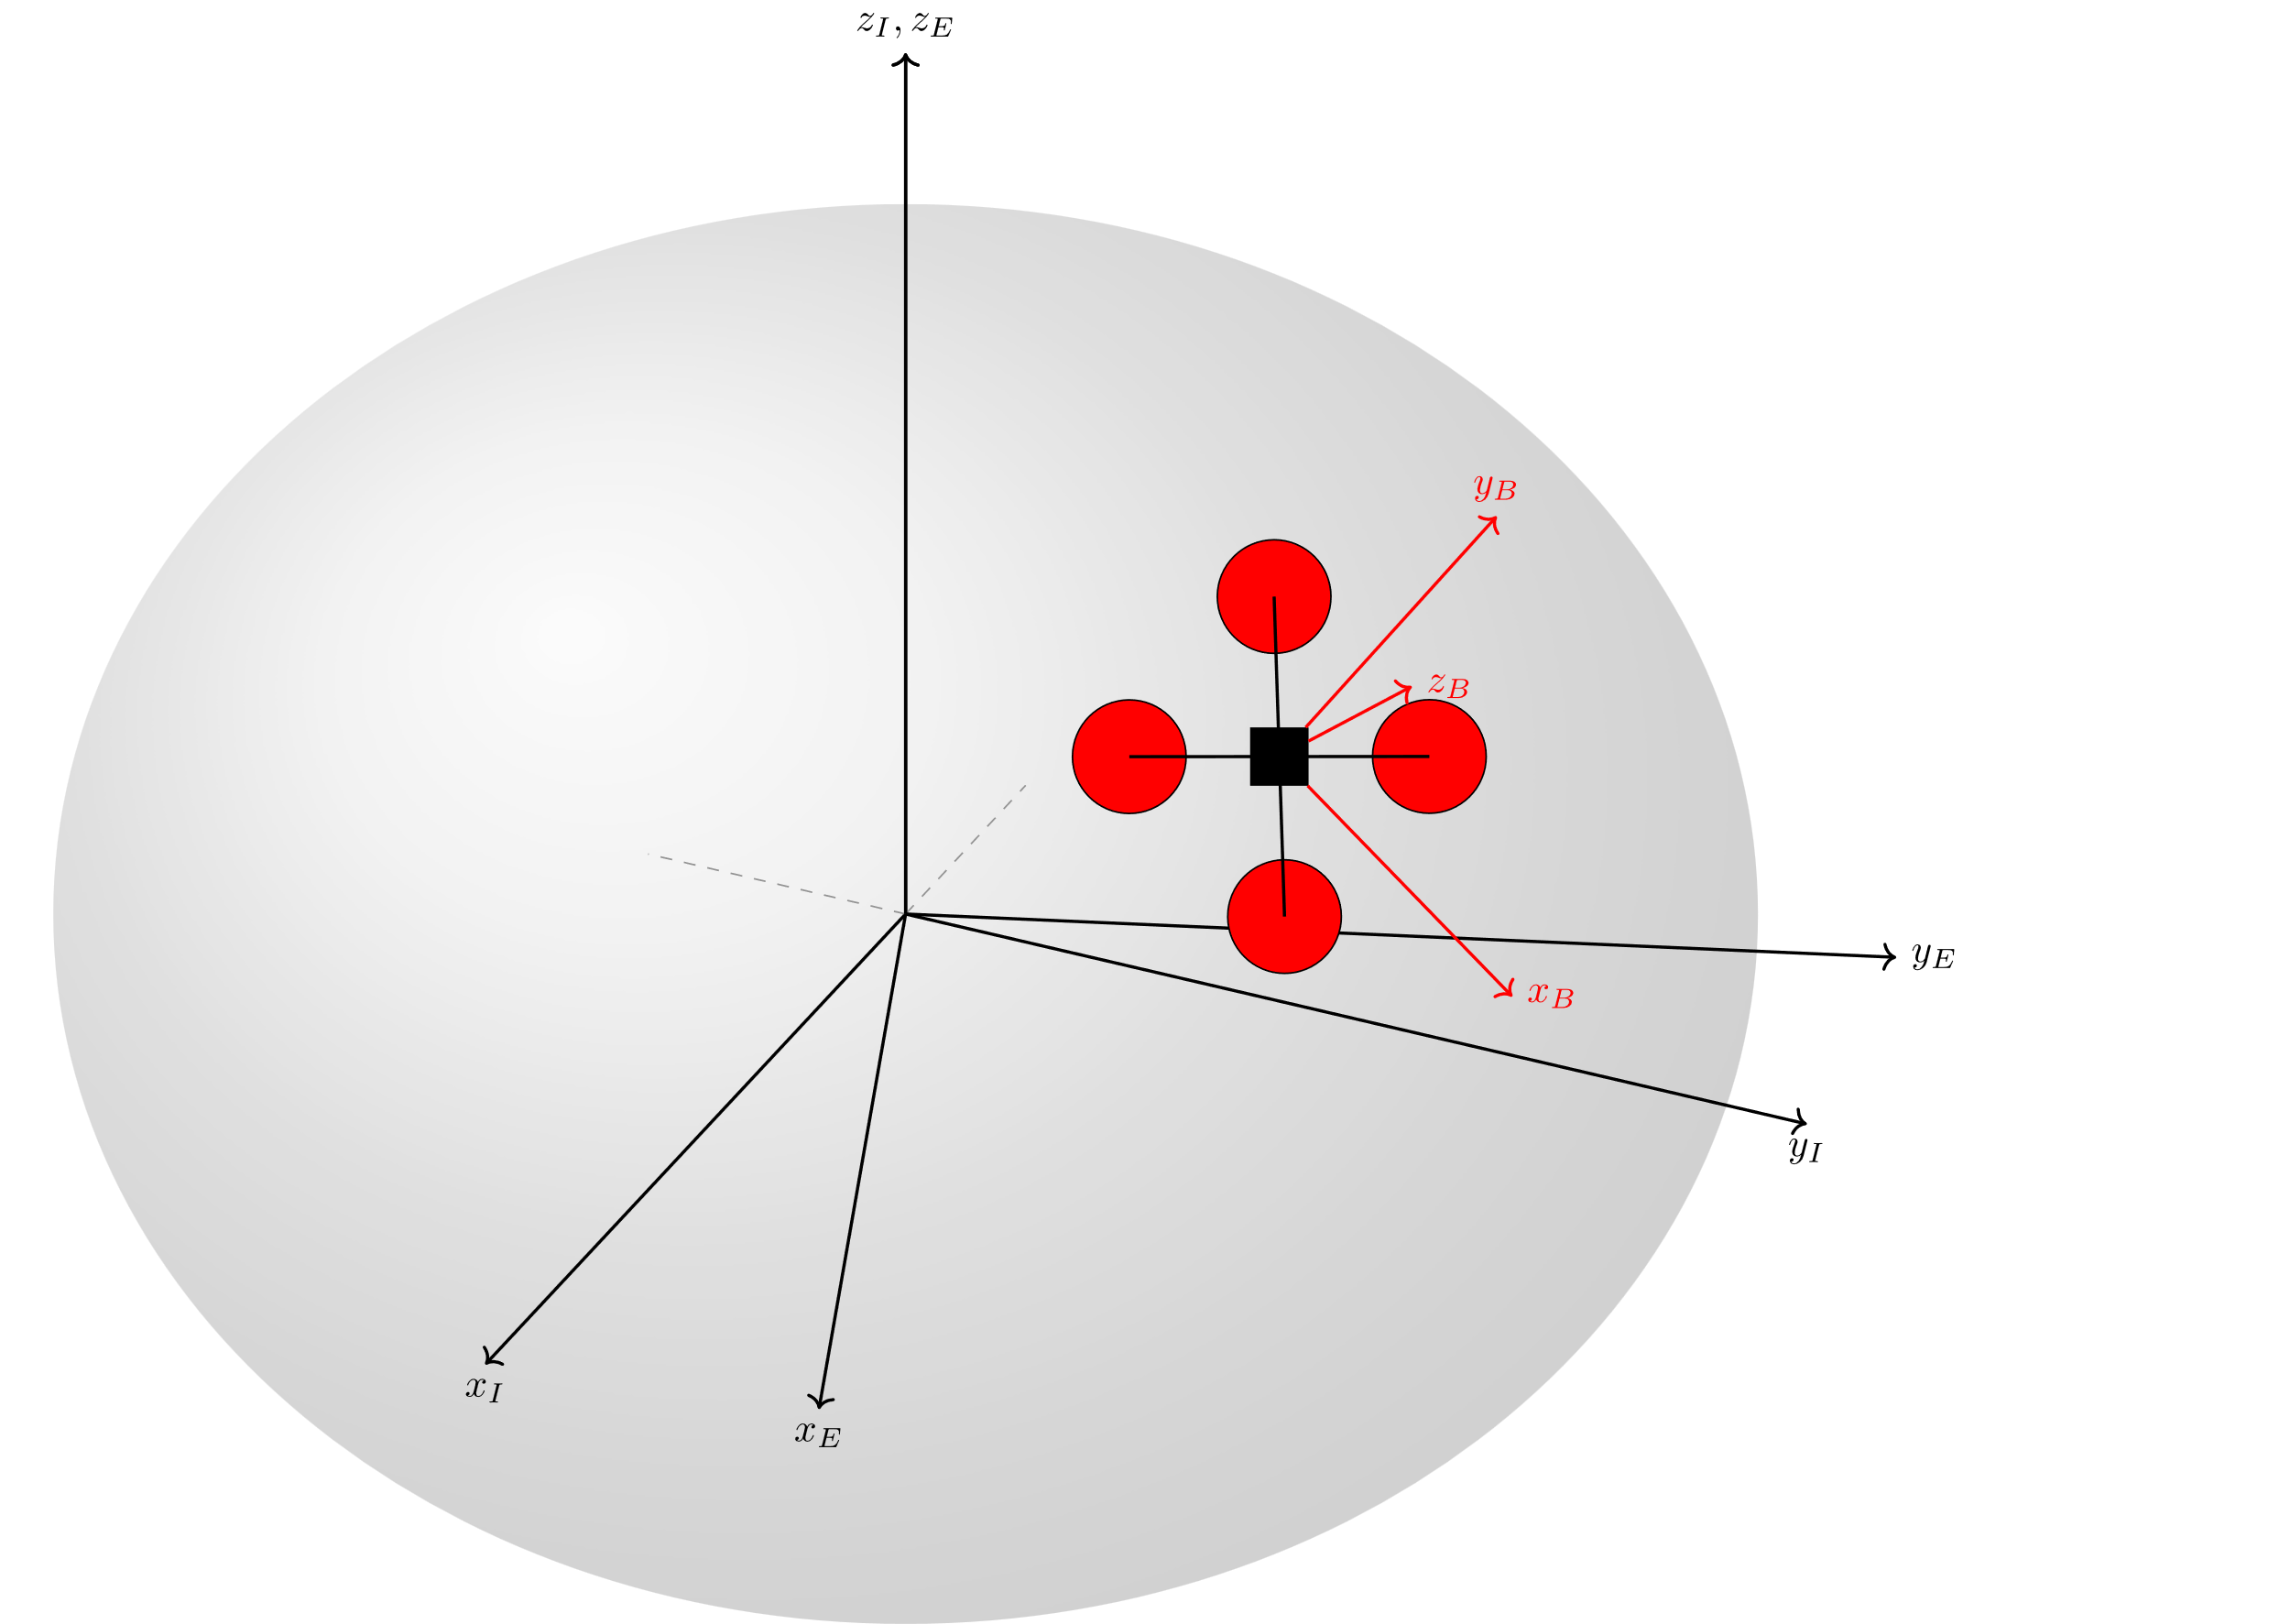 z_I, z_E
y_B
z_B
y_E
x_B
y_I
x_I
x_E